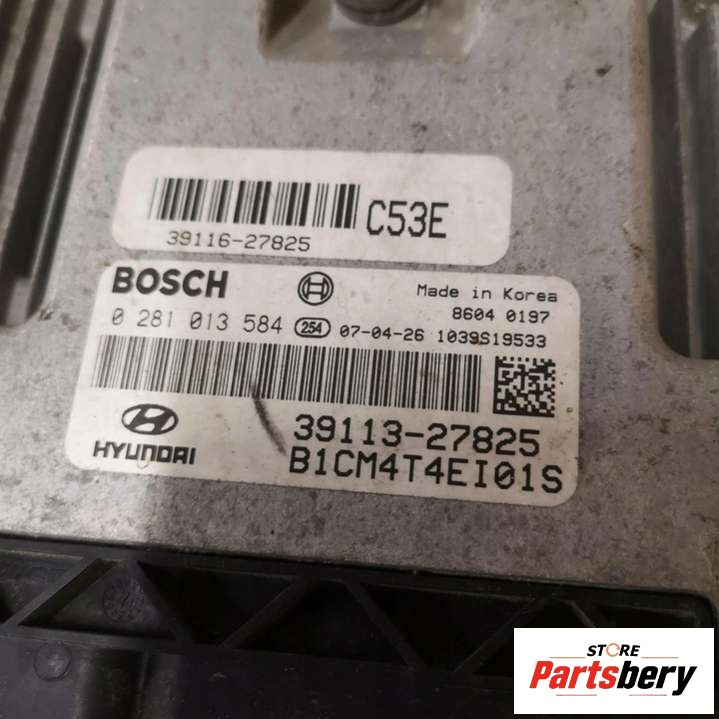 C53E
39116-27825
BOSCH
Made in Korea
8604 0197
0 281 013 584 254 07-04-26 1039S19533
39113-27825
HYUNDAI
B1CM4T4EI01S
STORE
Partsbery